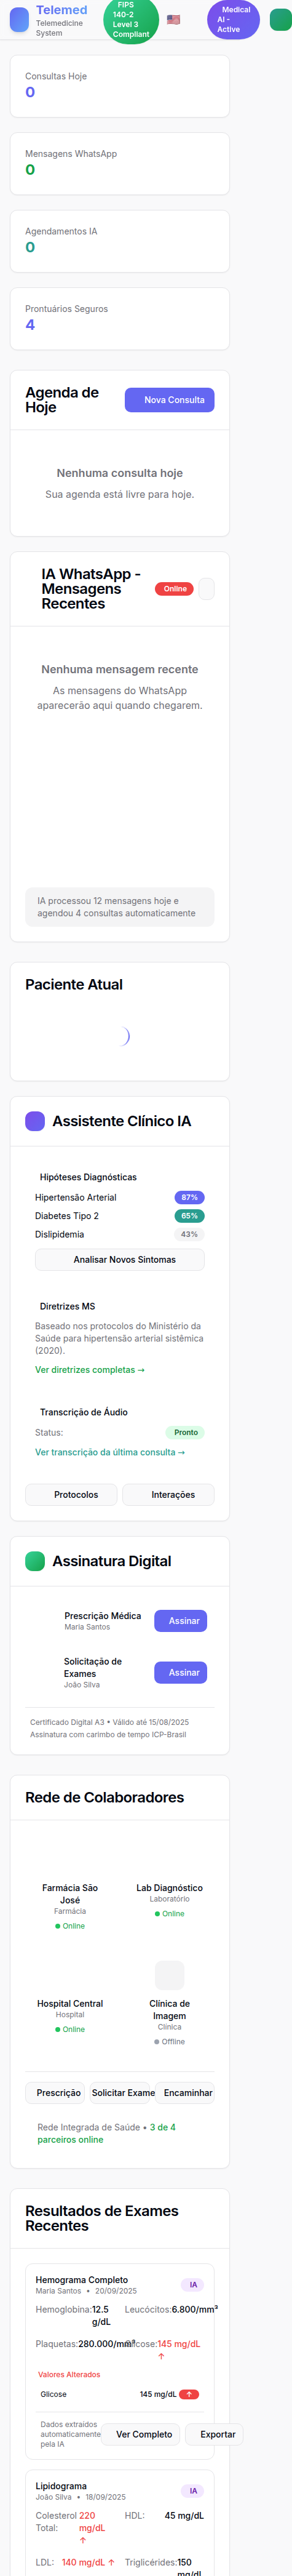 Telemed
Telemedicine
System
FIPS
140-2
Level 3
Compliant
Medical
AI -
Active
Consultas Hoje
0
Mensagens WhatsApp
0
Agendamentos IA
0
Prontuários Seguros
4
Agenda de
Hoje
Nova Consulta
Nenhuma consulta hoje
Sua agenda está livre para hoje.
IA WhatsApp -
Mensagens
Recentes
Online
Nenhuma mensagem recente
As mensagens do WhatsApp
aparecerão aqui quando chegarem.
IA processou 12 mensagens hoje e
agendou 4 consultas automaticamente
Paciente Atual
Assistente Clínico IA
Hipóteses Diagnósticas
Hipertensão Arterial 87%
Diabetes Tipo 2 65%
Dislipidemia 43%
Analisar Novos Sintomas
Diretrizes MS
Baseado nos protocolos do Ministério da
Saúde para hipertensão arterial sistêmica
(2020).
Ver diretrizes completas →
Transcrição de Áudio
Status: Pronto
Ver transcrição da última consulta →
Protocolos Interações
Assinatura Digital
Prescrição Médica
Maria Santos
Assinar
Solicitação de
Exames
João Silva
Assinar
Certificado Digital A3 • Válido até 15/08/2025
Assinatura com carimbo de tempo ICP-Brasil
Rede de Colaboradores
Farmácia São
José
Farmácia
Online
Lab Diagnóstico
Laboratório
Online
Hospital Central
Hospital
Online
Clínica de
Imagem
Clínica
Offline
Prescrição Solicitar Exame Encaminhar
Rede Integrada de Saúde • 3 de 4
parceiros online
Resultados de Exames
Recentes
Hemograma Completo
Maria Santos • 20/09/2025
IA
Hemoglobina: 12.5
g/dL
Leucócitos: 6.800/mm³
Plaquetas: 280.000/mm³
Glicose: 145 mg/dL
↑
Valores Alterados
Glicose 145 mg/dL ↑
Dados extraídos
automaticamente
pela IA
Ver Completo Exportar
Lipidograma
João Silva • 18/09/2025
IA
Colesterol
Total:
220
mg/dL
↑
HDL: 45 mg/dL
LDL: 140 mg/dL ↑
Triglicérides: 150
mg/dL